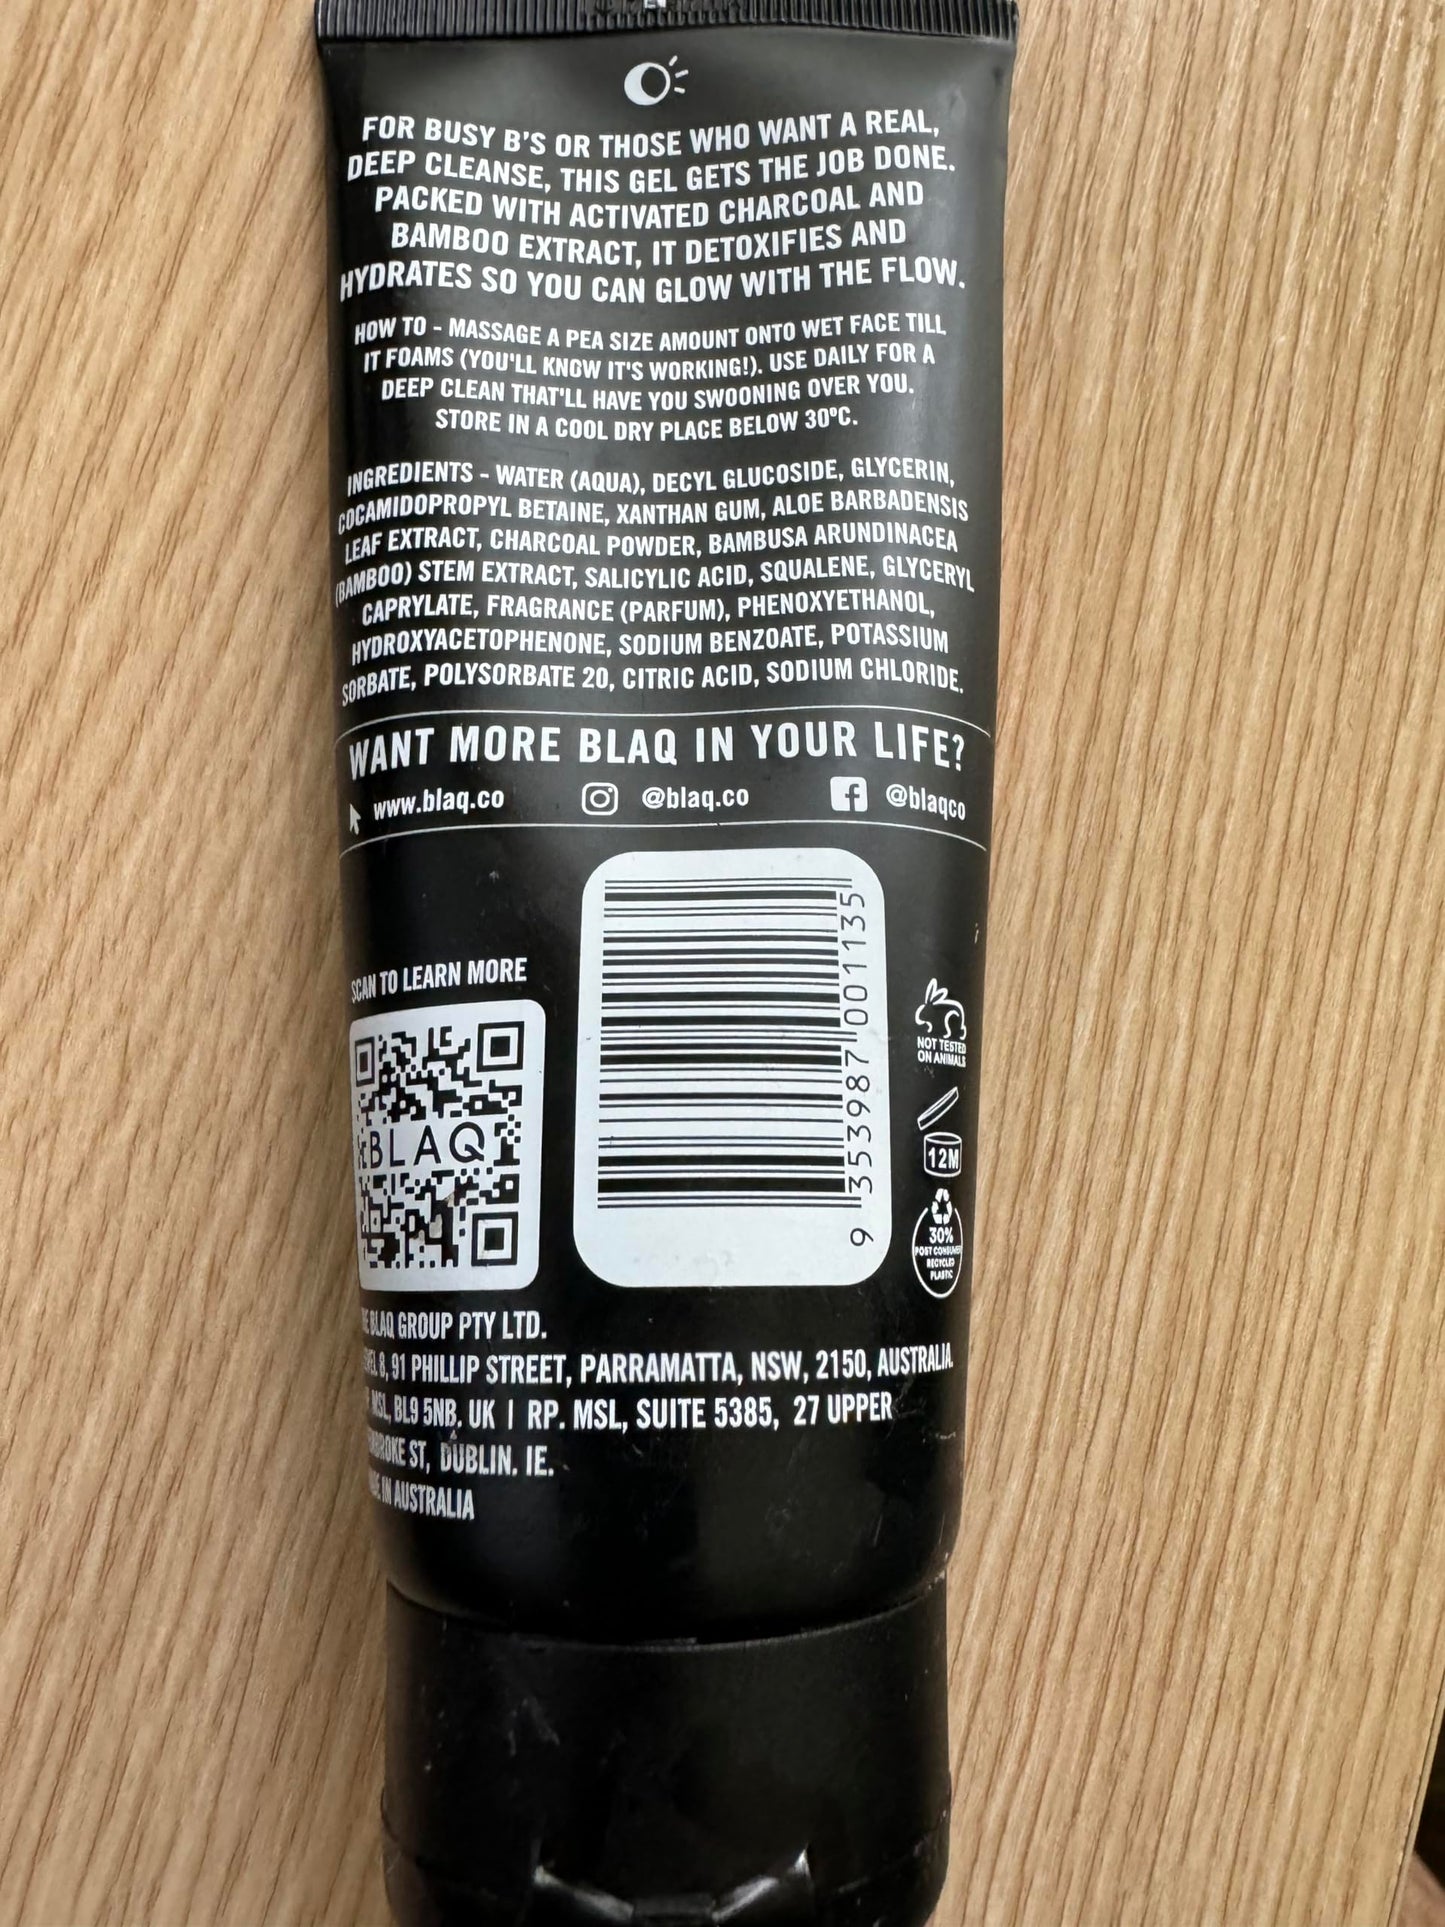 FOR BUSY B'S OR THOSE WHO WANT A REAL,
DEEP CLEANSE, THIS GEL GETS THE JOB DONE.
PACKED WITH ACTIVATED CHARCOAL AND
BAMBOO EXTRACT, IT DETOXIFIES AND
HYDRATES SO YOU CAN GLOW WITH THE FLOW.
HOW TO - MASSAGE A PEA SIZE AMOUNT ONTO WET FACE TILL
IT FOAMS (YOU'LL KNOW IT'S WORKING!). USE DAILY FOR A
DEEP CLEAN THAT'LL HAVE YOU SWOONING OVER YOU.
STORE IN A COOL DRY PLACE BELOW 30ºC.
INGREDIENTS - WATER (AQUA), DECYL GLUCOSIDE, GLYCERIN,
COCAMIDOPROPYL BETAINE, XANTHAN GUM, ALOE BARBADENSIS
LEAF EXTRACT, CHARCOAL POWDER, BAMBUSA ARUNDINACEA
(BAMBOO) STEM EXTRACT, SALICYLIC ACID, SQUALENE, GLYCERYL
CAPRYLATE, FRAGRANCE (PARFUM), PHENOXYETHANOL,
HYDROXYACETOPHENONE, SODIUM BENZOATE, POTASSIUM
SORBATE, POLYSORBATE 20, CITRIC ACID, SODIUM CHLORIDE.
WANT MORE BLAQ IN YOUR LIFE?
www.blaq.co @blaq.co @blaqco
SCAN TO LEARN MORE
BLAQ
9 353987 001135
NOT TESTED
ON ANIMALS
12M
30%
POST CONSUMER
RECYCLED
PLASTIC
BLAQ GROUP PTY LTD.
8, 91 PHILLIP STREET, PARRAMATTA, NSW, 2150, AUSTRALIA.
MSL, BL9 5NB, UK | RP. MSL, SUITE 5385, 27 UPPER
ST, DUBLIN. IE.
IN AUSTRALIA